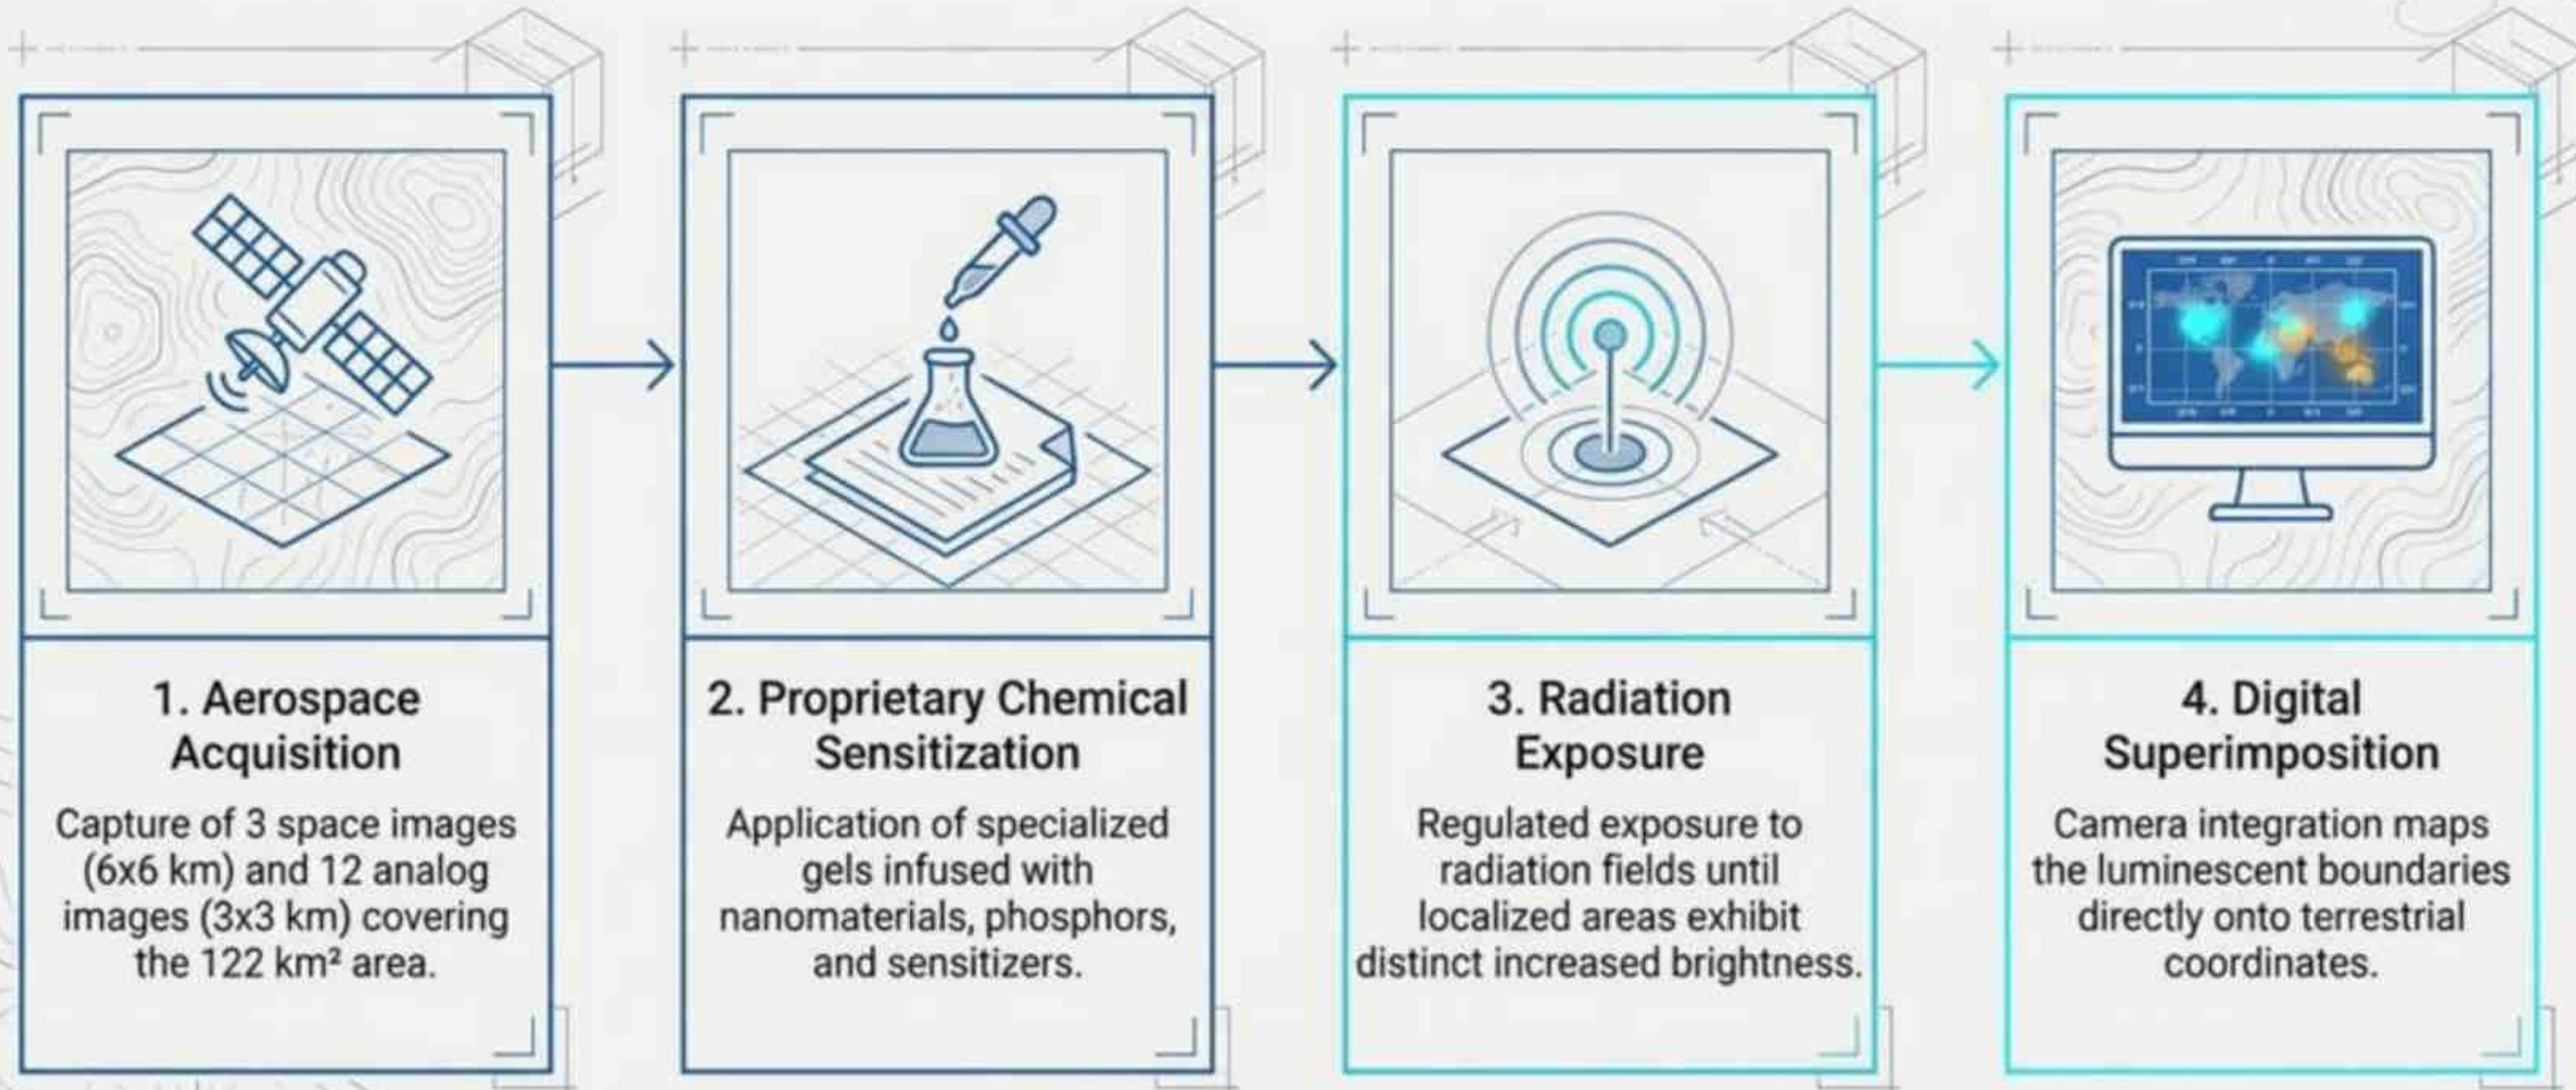 1. Aerospace
Acquisition
Capture of 3 space images
(6x6 km) and 12 analog
images (3x3 km) covering
the 122 km² area.
2. Proprietary Chemical
Sensitization
Application of specialized
gels infused with
nanomaterials, phosphors,
and sensitizers.
3. Radiation
Exposure
Regulated exposure to
radiation fields until
localized areas exhibit
distinct increased brightness.
4. Digital
Superimposition
Camera integration maps
the luminescent boundaries
directly onto terrestrial
coordinates.